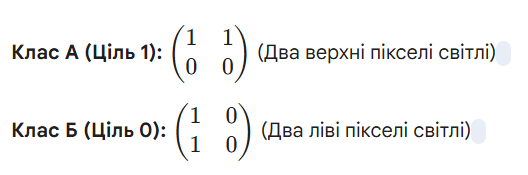 Клас А (Ціль 1): (1 1 (Два верхні пікселі світлі)
0 0)
Клас Б (Ціль 0): (1 0 (Два ліві пікселі світлі)
1 0)